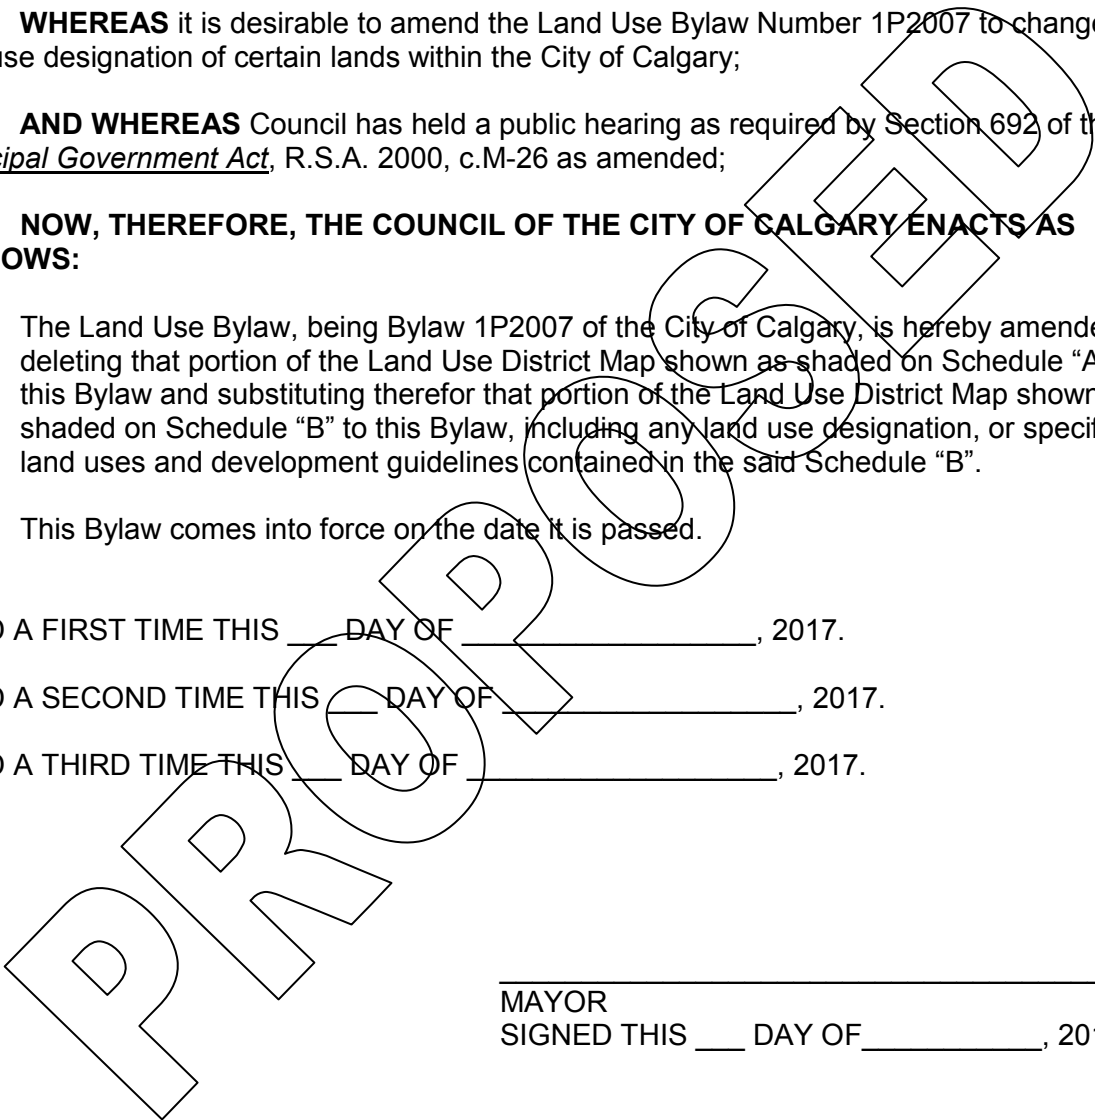 WHEREAS it is desirable to amend the Land Use Bylaw Number 1P2007 to change
use designation of certain lands within the City of Calgary;
AND WHEREAS Council has held a public hearing as required by Section 692 of th
cipal Government Act, R.S.A. 2000, c.M-26 as amended;
NOW, THEREFORE, THE COUNCIL OF THE CITY OF CALGARY ENACTS AS
OWS:
The Land Use Bylaw, being Bylaw 1P2007 of the City of Calgary, is hereby amende
deleting that portion of the Land Use District Map shown as shaded on Schedule “A
this Bylaw and substituting therefor that portion of the Land Use District Map shown
shaded on Schedule “B” to this Bylaw, including any land use designation, or specif
land uses and development guidelines contained in the said Schedule “B”.
This Bylaw comes into force on the date it is passed.
D A FIRST TIME THIS ___ DAY OF __________________, 2017.
D A SECOND TIME THIS ___ DAY OF __________________, 2017.
D A THIRD TIME THIS ___ DAY OF ___________________, 2017.
MAYOR
SIGNED THIS ___ DAY OF___________, 201
PROPOSED